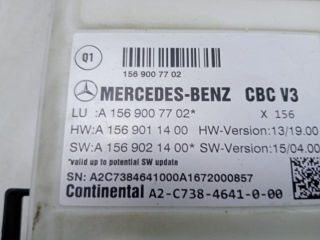 Q1
156 900 77 02
MERCEDES-BENZ CBC V3
LU :A 156 900 77 02* X 156
HW:A 156 901 14 00 HW-Version:13/19.00
SW:A 156 902 14 00* SW-Version:15/04.00
*valid up to potential SW update
SN: A2C7384641000A1672000857
Continental A2-C738-4641-0-00